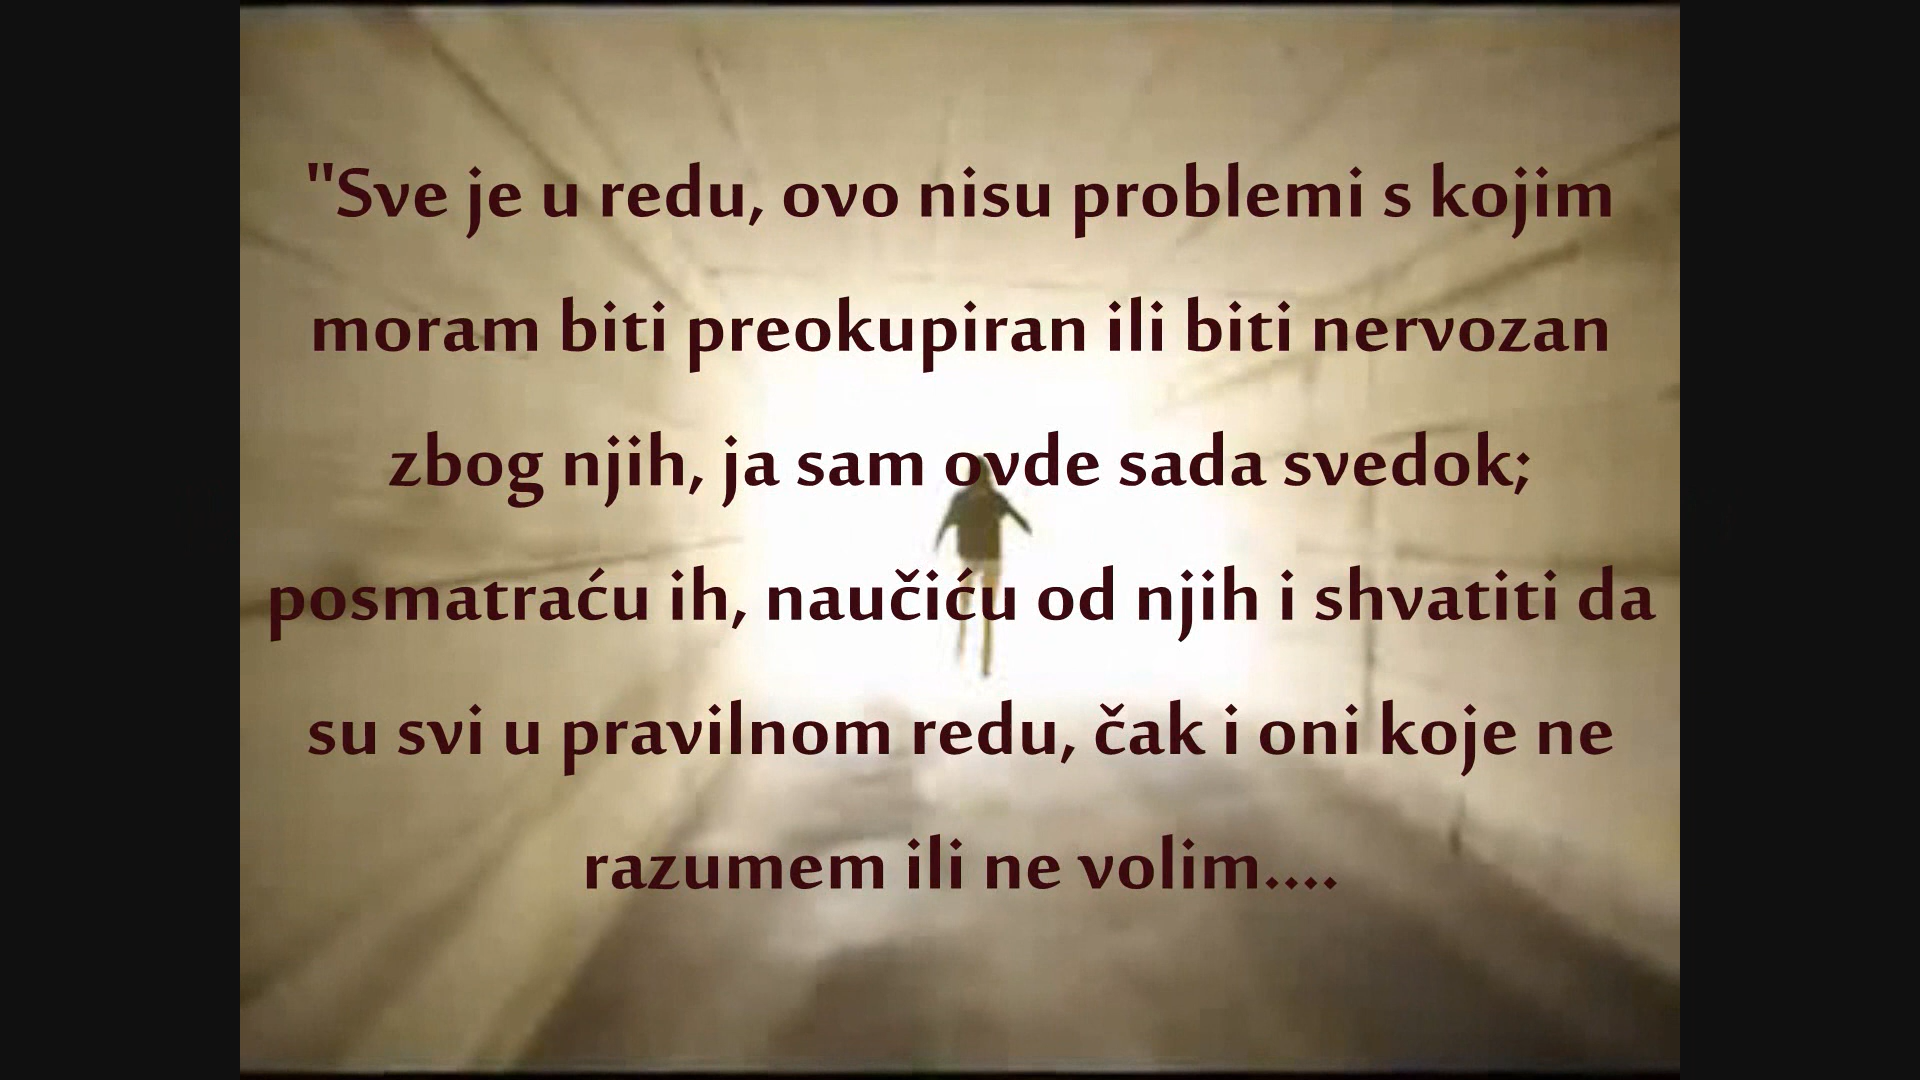 "Sve je u redu, ovo nisu problemi s kojim
moram biti preokupiran ili biti nervozan
zbog njih, ja sam ovde sada svedok;
posmatraću ih, naučiću od njih i shvatiti da
su svi u pravilnom redu, čak i oni koje ne
razumem ili ne volim....